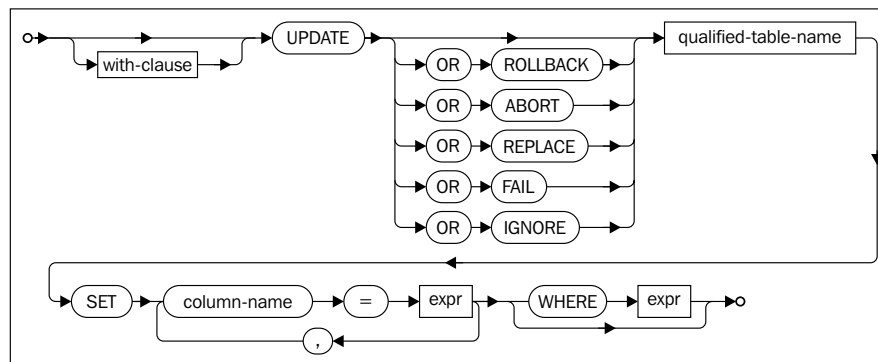 UPDATE
qualified-table-name
with-clause
OR ROLLBACK
OR ABORT
OR REPLACE
OR FAIL
OR IGNORE
SET column-name = expr WHERE expr
,